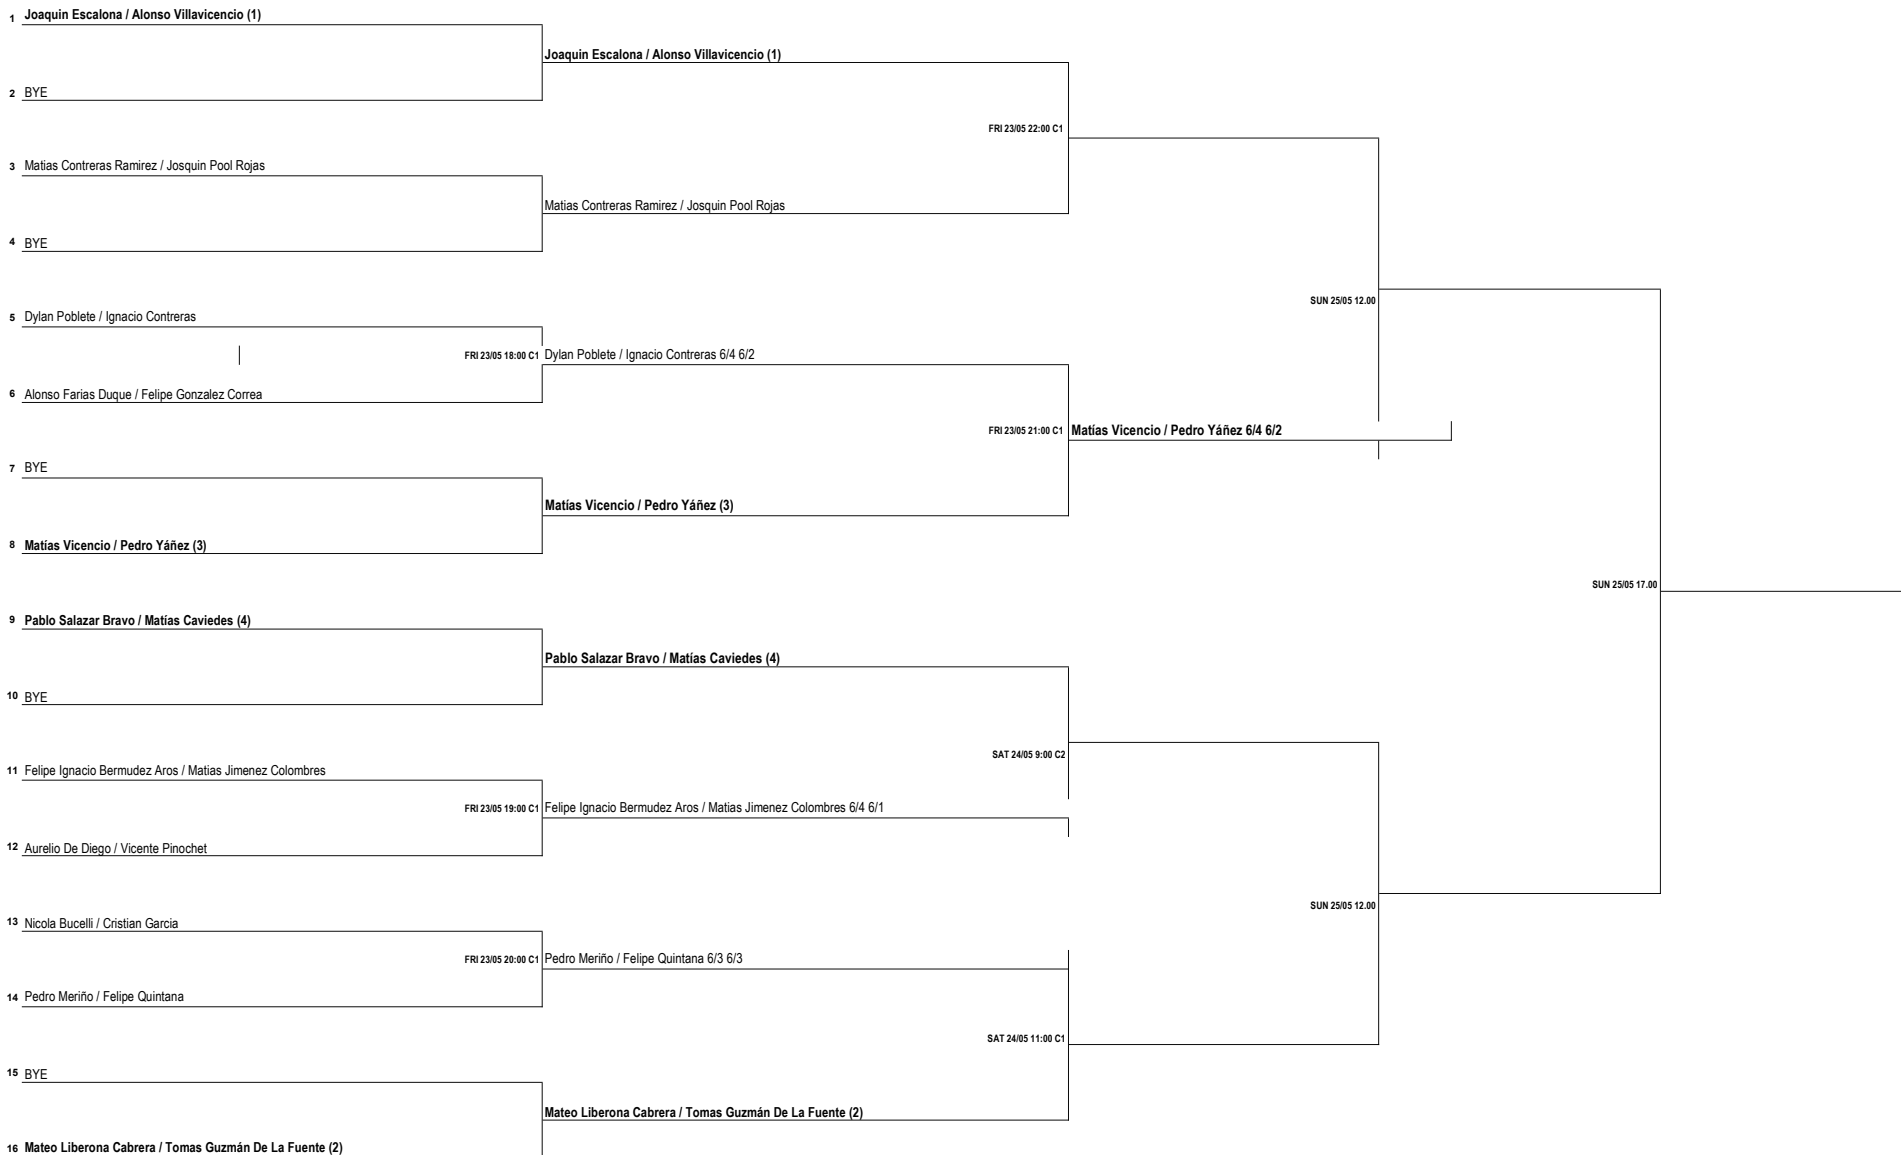 1 Joaquin Escalona / Alonso Villavicencio (1)
Joaquin Escalona / Alonso Villavicencio (1)
2 BYE
FRI 23/05 22:00 C1
3 Matias Contreras Ramirez / Josquin Pool Rojas
Matias Contreras Ramirez / Josquin Pool Rojas
4 BYE
SUN 25/05 12.00
5 Dylan Poblete / Ignacio Contreras
FRI 23/05 18:00 C1 Dylan Poblete / Ignacio Contreras 6/4 6/2
6 Alonso Farias Duque / Felipe Gonzalez Correa
FRI 23/05 21:00 C1 Matías Vicencio / Pedro Yáñez 6/4 6/2
7 BYE
Matías Vicencio / Pedro Yáñez (3)
8 Matías Vicencio / Pedro Yáñez (3)
SUN 25/05 17.00
9 Pablo Salazar Bravo / Matías Caviedes (4)
Pablo Salazar Bravo / Matías Caviedes (4)
10 BYE
SAT 24/05 9:00 C2
11 Felipe Ignacio Bermudez Aros / Matias Jimenez Colombres
FRI 23/05 19:00 C1 Felipe Ignacio Bermudez Aros / Matias Jimenez Colombres 6/4 6/1
12 Aurelio De Diego / Vicente Pinochet
SUN 25/05 12.00
13 Nicola Bucelli / Cristian Garcia
FRI 23/05 20:00 C1 Pedro Meriño / Felipe Quintana 6/3 6/3
14 Pedro Meriño / Felipe Quintana
SAT 24/05 11:00 C1
15 BYE
Mateo Liberona Cabrera / Tomas Guzmán De La Fuente (2)
16 Mateo Liberona Cabrera / Tomas Guzmán De La Fuente (2)